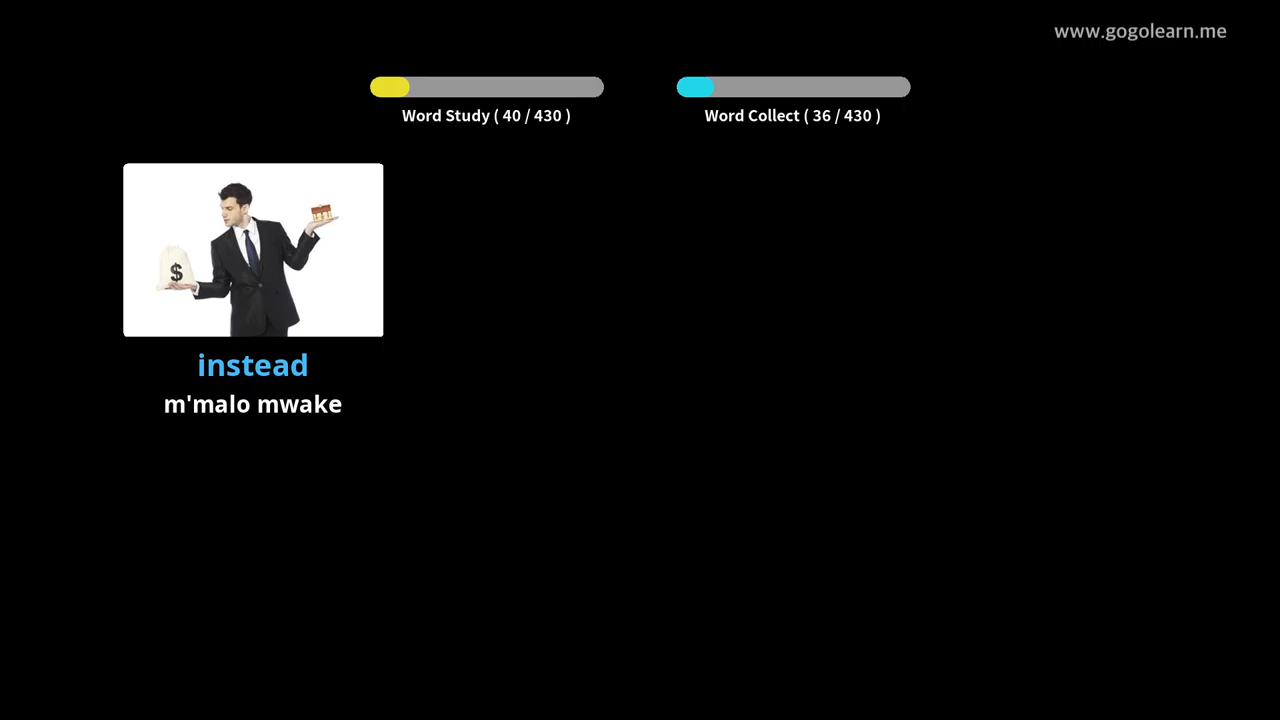 www.gogolearn.me
Word Study ( 40 / 430 )
Word Collect ( 36 / 430 )
$
instead
m'malo mwake